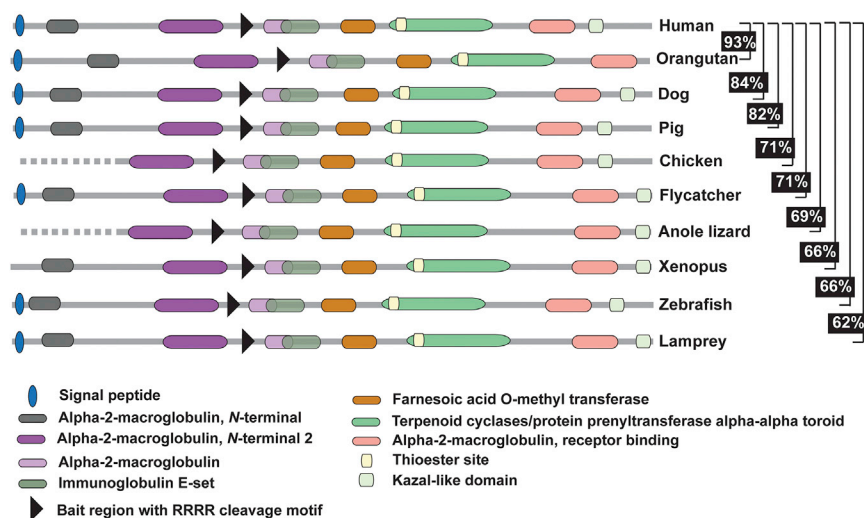 Human
93%
Orangutan
84%
Dog
82%
Pig
71%
Chicken
71%
Flycatcher
69%
Anole lizard
66%
Xenopus
66%
Zebrafish
62%
Lamprey
Signal peptide
Alpha-2-macroglobulin, N-terminal
Alpha-2-macroglobulin, N-terminal 2
Alpha-2-macroglobulin
Immunoglobulin E-set
Bait region with RRRR cleavage motif
Farnesoic acid O-methyl transferase
Terpenoid cyclases/protein prenyltransferase alpha-alpha toroid
Alpha-2-macroglobulin, receptor binding
Thioester site
Kazal-like domain